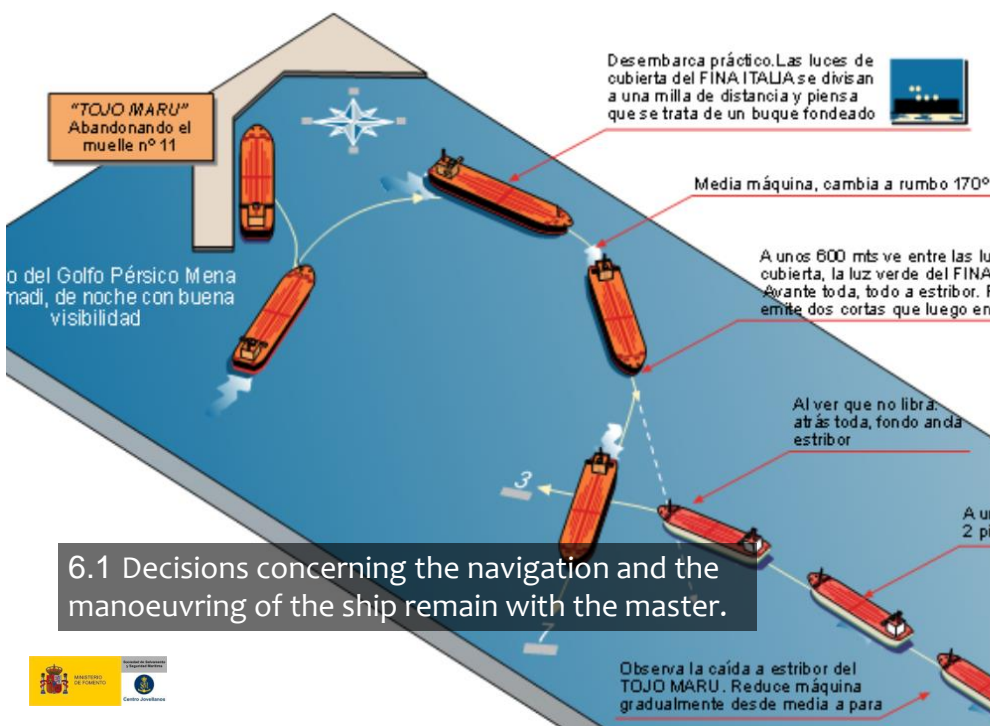 Desembarca práctico.Las luces de
cubierta del FINA ITALIA se divisan
a una milla de distancia y piensa
que se trata de un buque fondeado
"TOJO MARU"
Abandonando el
muelle nº 11
Media máquina, cambia a rumbo 170º
A unos 600 mts ve entre las
cubierta, la luz verde del FINA
Avante toda, todo a estribor.
emite dos cortas que luego en
o del Golfo Pérsico Mena
madi, de noche con buena
visibilidad
Al ver que no libra:
atrás toda, fondo ancla
estribor
3
A
2
6.1 Decisions concerning the navigation and the
manoeuvring of the ship remain with the master.
Observa la caída a estribor del
TOJO MARU. Reduce máquina
gradualmente desde media a para
MINISTERIO
DE FOMENTO
Sociedad de Salvamento
y Seguridad Marítima
Centro Jovellanos